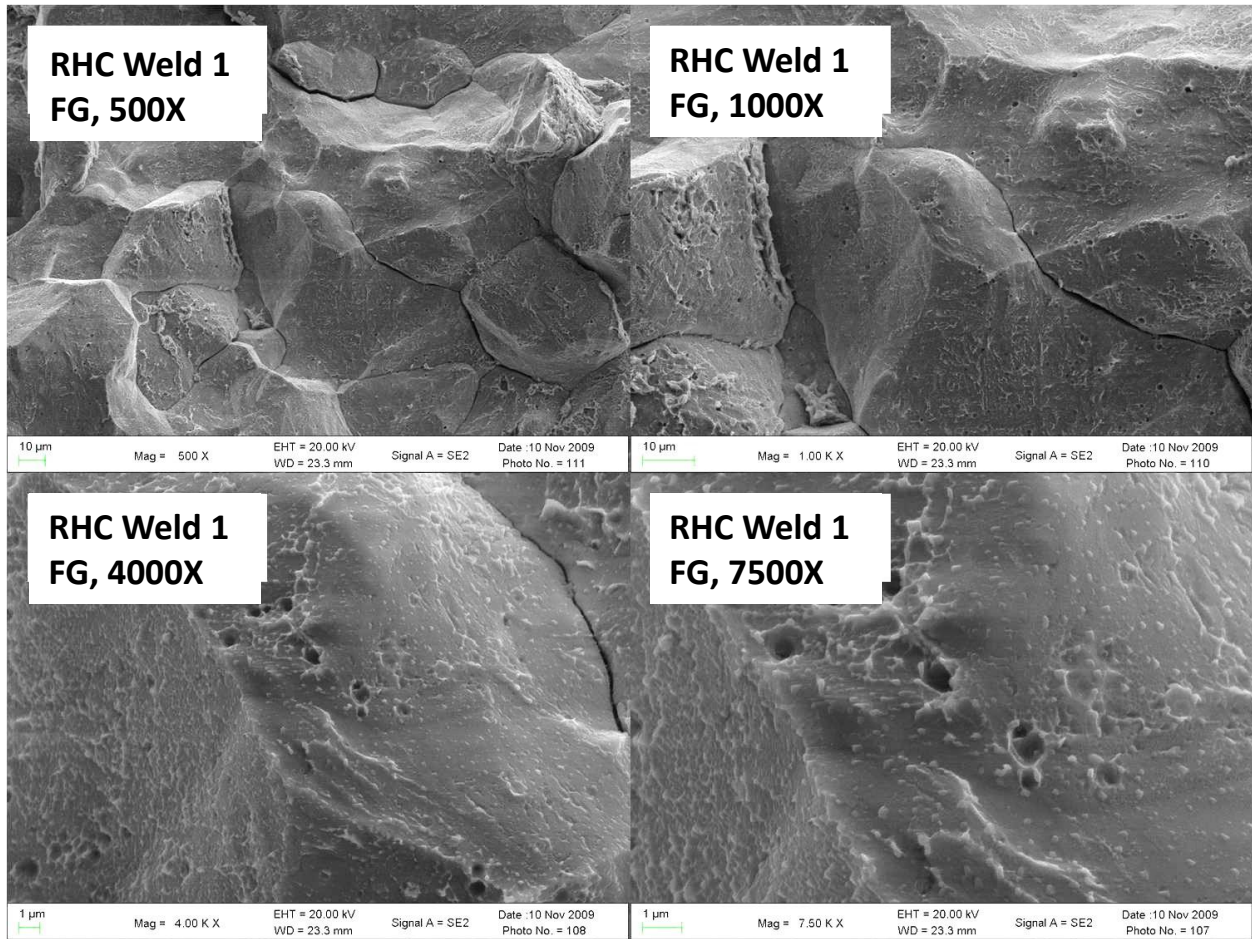 RHC Weld 1
FG, 500X
10 µm
Mag = 500 X
EHT = 20.00 kV
WD = 23.3 mm
Signal A = SE2
Date :10 Nov 2009
Photo No. = 111
RHC Weld 1
FG, 1000X
10 µm
Mag = 1.00 K X
EHT = 20.00 kV
WD = 23.3 mm
Signal A = SE2
Date :10 Nov 2009
Photo No. = 110
RHC Weld 1
FG, 4000X
1 µm
Mag = 4.00 K X
EHT = 20.00 kV
WD = 23.3 mm
Signal A = SE2
Date :10 Nov 2009
Photo No. = 108
RHC Weld 1
FG, 7500X
1 µm
Mag = 7.50 K X
EHT = 20.00 kV
WD = 23.3 mm
Signal A = SE2
Date :10 Nov 2009
Photo No. = 107